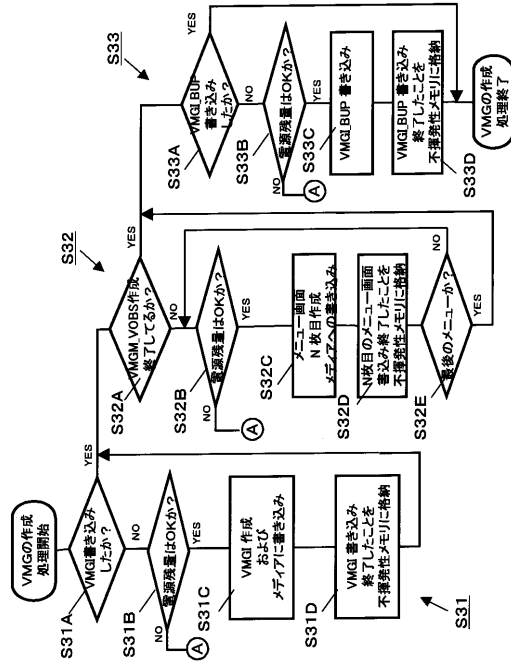 VMGの作成
処理開始
S31A
VMGI書き込み
したか?
YES
NO
S31B
電源残量はOKか?
NO
A
YES
S31C
VMGI 作成
および
メディアに書き込み
S31D
VMGI 書き込み
終了したことを
不揮発性メモリに格納
S31
S32
S32A
VMGM_VOBS作成
終了してるか?
YES
NO
S32B
電源残量はOKか?
NO
A
YES
S32C
メニュー画面
N 枚目作成
メディアへの書き込み
S32D
N枚目のメニュー画面
書込み終了したことを
不揮発性メモリに格納
S32E
最後のメニューか?
NO
YES
S33
S33A
VMGI_BUP
書き込み
したか?
YES
NO
S33B
電源残量はOKか?
NO
A
YES
S33C
VMGI_BUP 書き込み
VMGI_BUP 書き込み
終了したことを
不揮発性メモリに格納
S33D
VMGの作成
処理終了